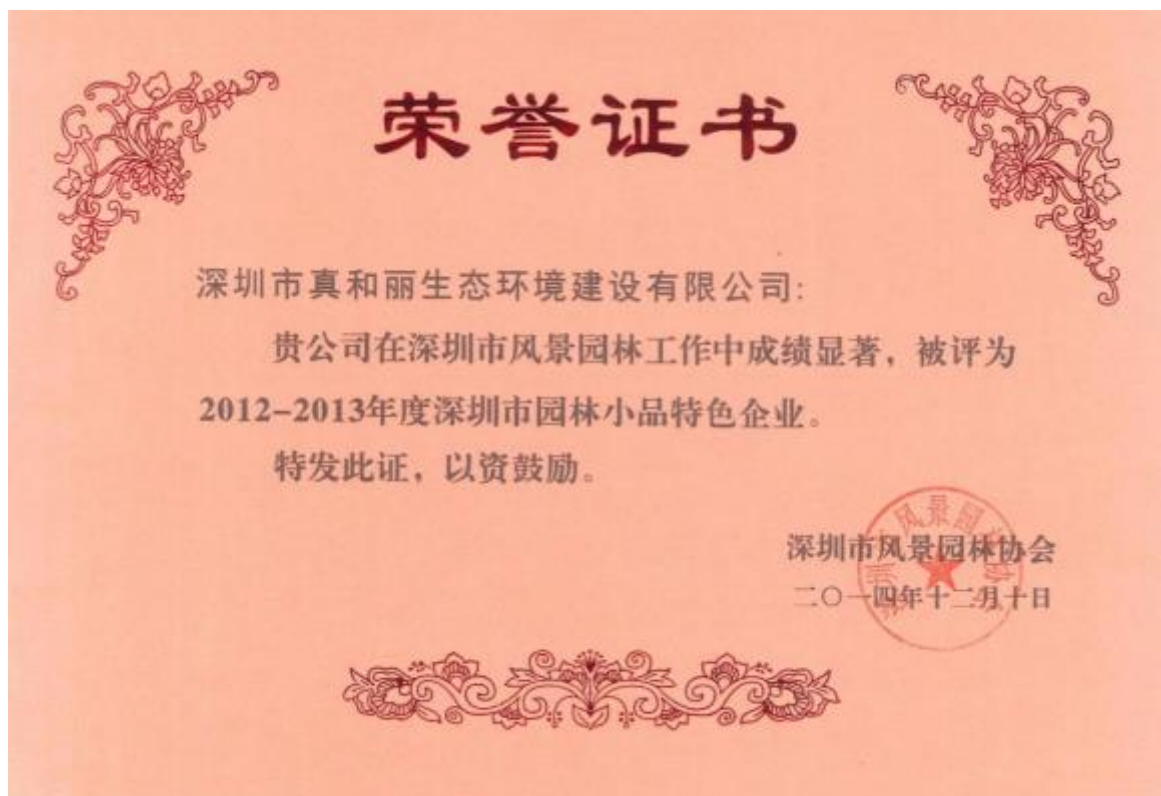 荣誉证书
深圳市真和丽生态环境建设有限公司:
贵公司在深圳市风景园林工作中成绩显著，被评为
2012-2013年度深圳市园林小品特色企业。
特发此证，以资鼓励。
深圳市风景园林协会
二〇一四年十二月十日